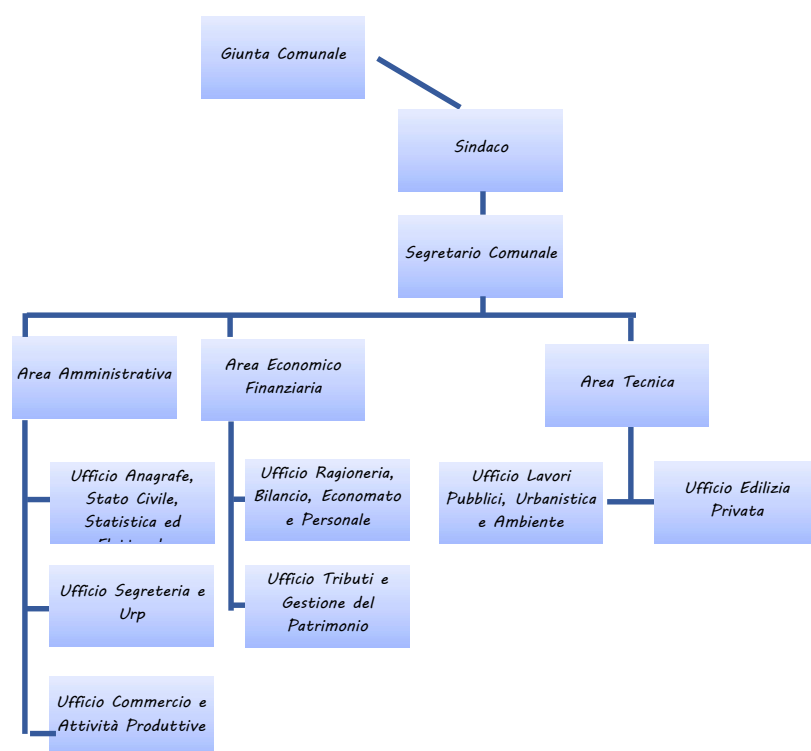 Giunta Comunale
Sindaco
Segretario Comunale
Area Amministrativa
Area Economico
Finanziaria
Area Tecnica
Ufficio Anagrafe,
Stato Civile,
Statistica ed
Ufficio Ragioneria,
Bilancio, Economato
e Personale
Ufficio Lavori
Pubblici, Urbanistica
e Ambiente
Ufficio Edilizia
Privata
Ufficio Segreteria e
Urp
Ufficio Tributi e
Gestione del
Patrimonio
Ufficio Commercio e
Attività Produttive